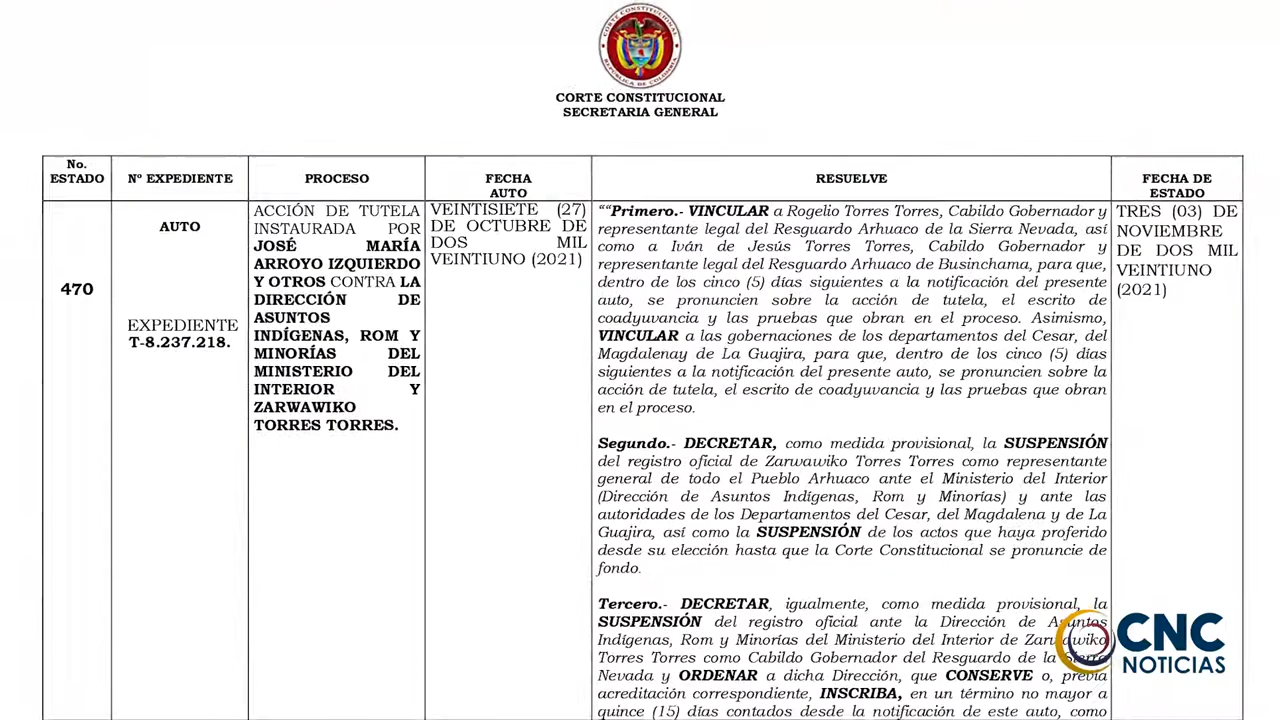 CORTE CONSTITUCIONAL
REPÚBLICA DE COLOMBIA
CORTE CONSTITUCIONAL
SECRETARIA GENERAL
No.
ESTADO
Nº EXPEDIENTE
PROCESO
FECHA
AUTO
RESUELVE
FECHA DE
ESTADO
470
AUTO
EXPEDIENTE
T-8.237.218.
ACCIÓN DE TUTELA
INSTAURADA POR
JOSÉ MARÍA
ARROYO IZQUIERDO
Y OTROS CONTRA LA
DIRECCIÓN DE
ASUNTOS
INDÍGENAS, ROM Y
MINORÍAS DEL
MINISTERIO DEL
INTERIOR Y
ZARWAWIKO
TORRES TORRES.
VEINTISIETE (27)
DE OCTUBRE DE
DOS MIL
VEINTIUNO (2021)
““Primero.- VINCULAR a Rogelio Torres Torres, Cabildo Gobernador y
representante legal del Resguardo Arhuaco de la Sierra Nevada, así
como a Iván de Jesús Torres Torres, Cabildo Gobernador y
representante legal del Resguardo Arhuaco de Businchama, para que,
dentro de los cinco (5) días siguientes a la notificación del presente
auto, se pronuncien sobre la acción de tutela, el escrito de
coadyuvancia y las pruebas que obran en el proceso. Asimismo,
VINCULAR a las gobernaciones de los departamentos del Cesar, del
Magdalenay de La Guajira, para que, dentro de los cinco (5) días
siguientes a la notificación del presente auto, se pronuncien sobre la
acción de tutela, el escrito de coadyuvancia y las pruebas que obran
en el proceso.
Segundo.- DECRETAR, como medida provisional, la SUSPENSIÓN
del registro oficial de Zarwawiko Torres Torres como representante
general de todo el Pueblo Arhuaco ante el Ministerio del Interior
(Dirección de Asuntos Indígenas, Rom y Minorías) y ante las
autoridades de los Departamentos del Cesar, del Magdalena y de La
Guajira, así como la SUSPENSIÓN de los actos que haya proferido
desde su elección hasta que la Corte Constitucional se pronuncie de
fondo.
Tercero.- DECRETAR, igualmente, como medida provisional, la
SUSPENSIÓN del registro oficial ante la Dirección de Asuntos
Indígenas, Rom y Minorías del Ministerio del Interior de Zarwawiko
Torres Torres como Cabildo Gobernador del Resguardo de la Sierra
Nevada y ORDENAR a dicha Dirección, que CONSERVE o, previa
acreditación correspondiente, INSCRIBA, en un término no mayor a
quince (15) días contados desde la notificación de este auto, como
TRES (03) DE
NOVIEMBRE
DE DOS MIL
VEINTIUNO
(2021)
CNC
NOTICIAS